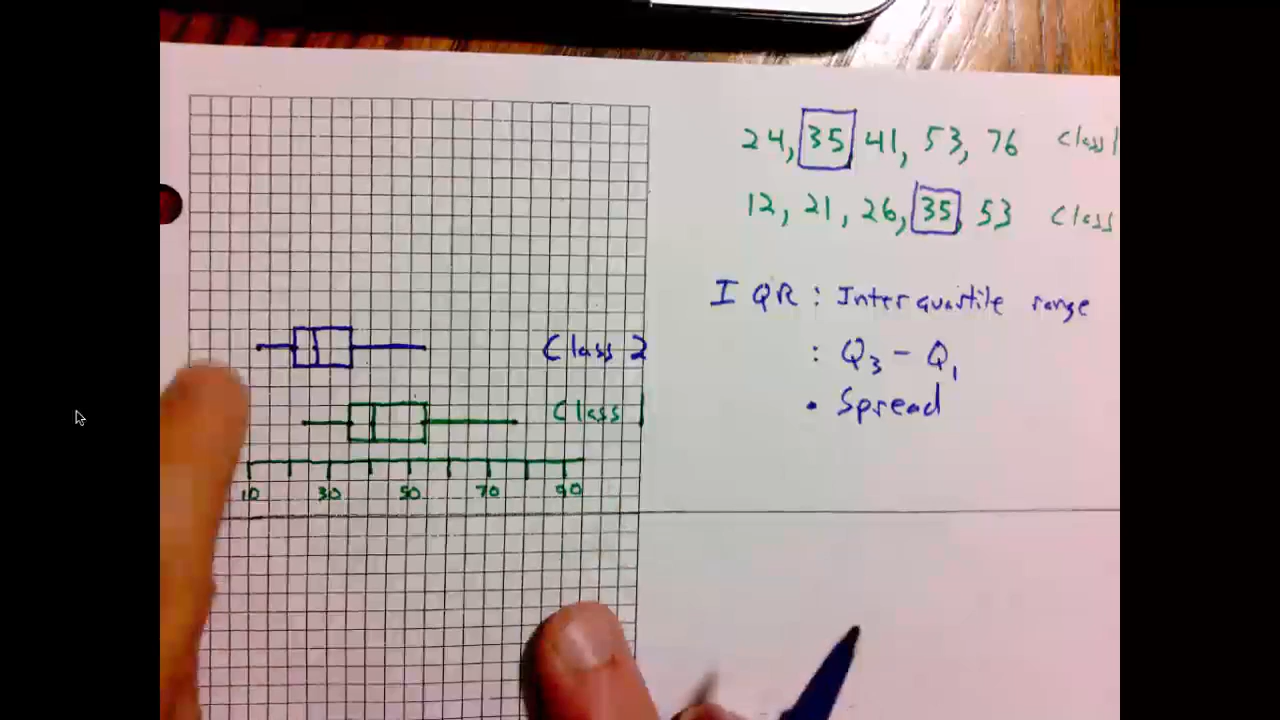 24, 35 41, 53, 76 Class 1
12, 21, 26, 35, 53 Class
IQR : Interquartile range
: Q3 - Q1
• Spread
Class 2
Class 1
10 30 50 70 90